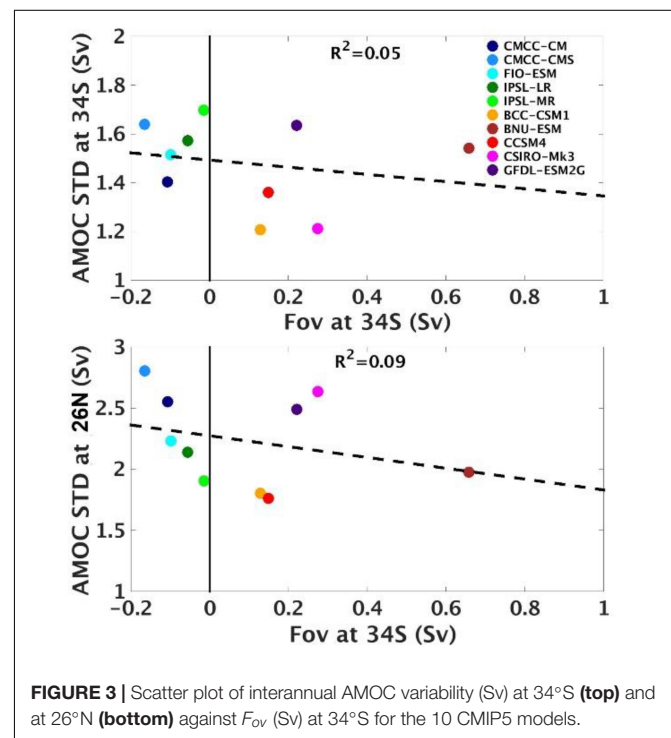 2
1.8
1.6
1.4
1.2
1
AMOC STD at 34S (Sv)
R²=0.05
CMCC-CM
CMCC-CMS
FIO-ESM
IPSL-LR
IPSL-MR
BCC-CSM1
BNU-ESM
CCSM4
CSIRO-Mk3
GFDL-ESM2G
-0.2 0 0.2 0.4 0.6 0.8 1
Fov at 34S (Sv)
3
2.5
2
1.5
1
AMOC STD at 26N (Sv)
R²=0.09
-0.2 0 0.2 0.4 0.6 0.8 1
Fov at 34S (Sv)
FIGURE 3 | Scatter plot of interannual AMOC variability (Sv) at 34°S (top) and
at 26°N (bottom) against Fov (Sv) at 34°S for the 10 CMIP5 models.